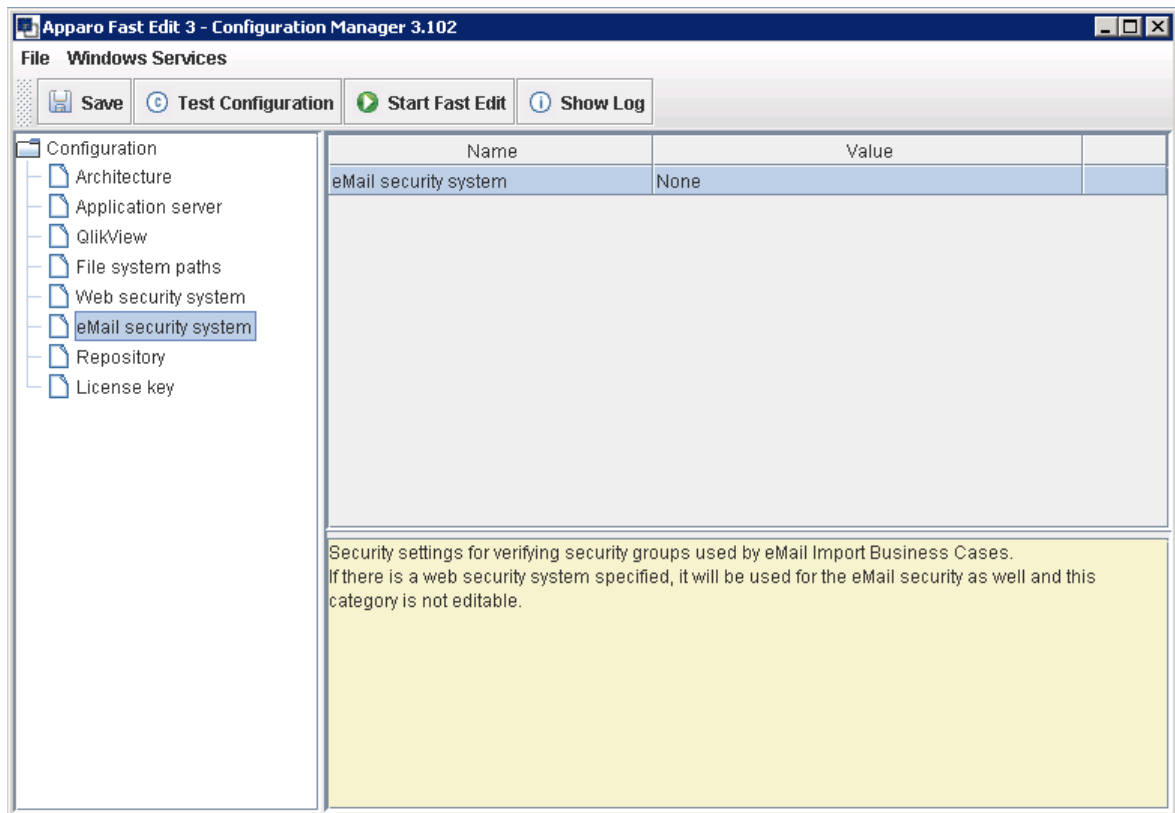 Apparo Fast Edit 3 - Configuration Manager 3.102
File Windows Services
Save Test Configuration Start Fast Edit Show Log
Configuration
Architecture
Application server
QlikView
File system paths
Web security system
eMail security system
Repository
License key
Name Value
eMail security system None
Security settings for verifying security groups used by eMail Import Business Cases.
If there is a web security system specified, it will be used for the eMail security as well and this
category is not editable.